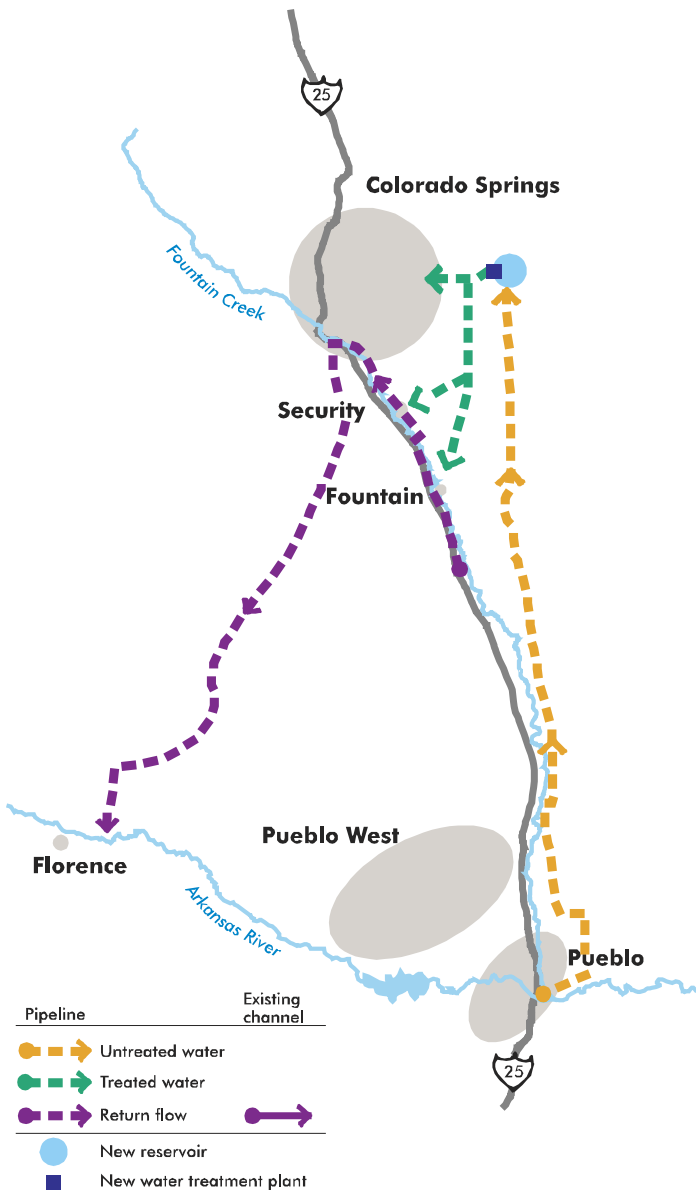 25
Colorado Springs
Fountain Creek
Security
Fountain
Pueblo West
Florence
Arkansas River
Pueblo
25
Pipeline
Existing
channel
Untreated water
Treated water
Return flow
New reservoir
New water treatment plant